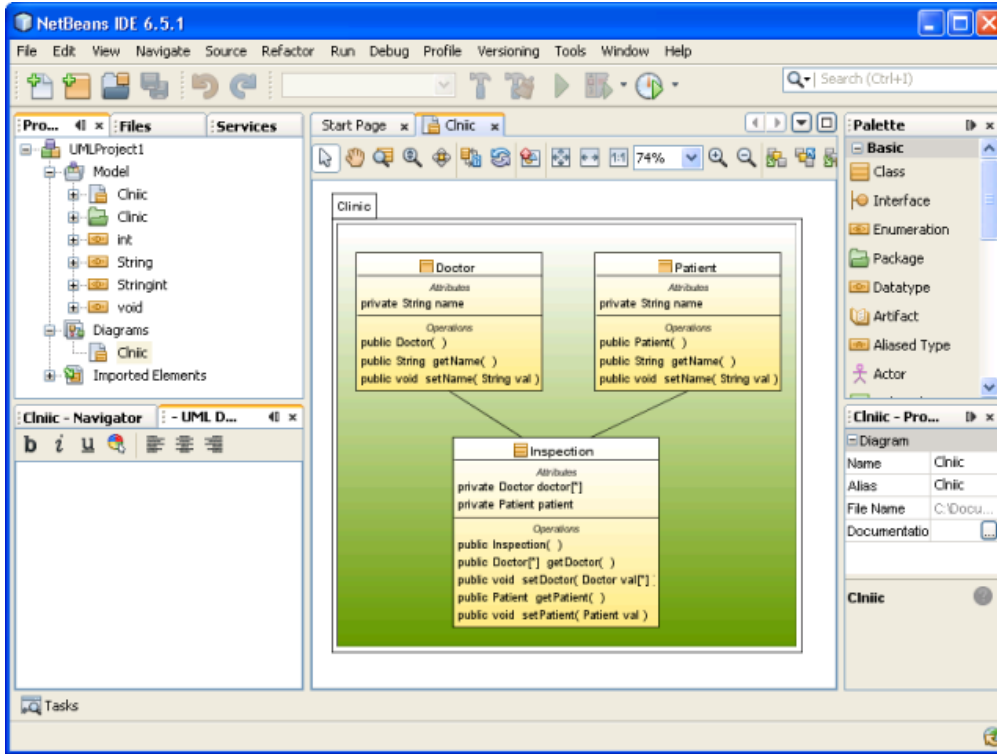 NetBeans IDE 6.5.1
File Edit View Navigate Source Refactor Run Debug Profile Versioning Tools Window Help
Search (Ctrl+I)
Pro... Files Services
UMLProject1
Model
Clniic
Clinic
int
String
Stringint
void
Diagrams
Clniic
Imported Elements
Clniic - Navigator - UML D...
b i u
Start Page Clniic
1:1 74%
Clinic
Doctor
Attributes
private String name
Operations
public Doctor( )
public String getName( )
public void setName( String val )
Patient
Attributes
private String name
Operations
public Patient( )
public String getName( )
public void setName( String val )
Inspection
Attributes
private Doctor doctor[*]
private Patient patient
Operations
public Inspection( )
public Doctor[*] getDoctor( )
public void setDoctor( Doctor val[*]
public Patient getPatient( )
public void setPatient( Patient val )
Palette
Basic
Class
Interface
Enumeration
Package
Datatype
Artifact
Aliased Type
Actor
Clniic - Pro...
Diagram
Name Clniic
Alias Clniic
File Name C:\Docu...
Documentatio ...
Clniic
Tasks